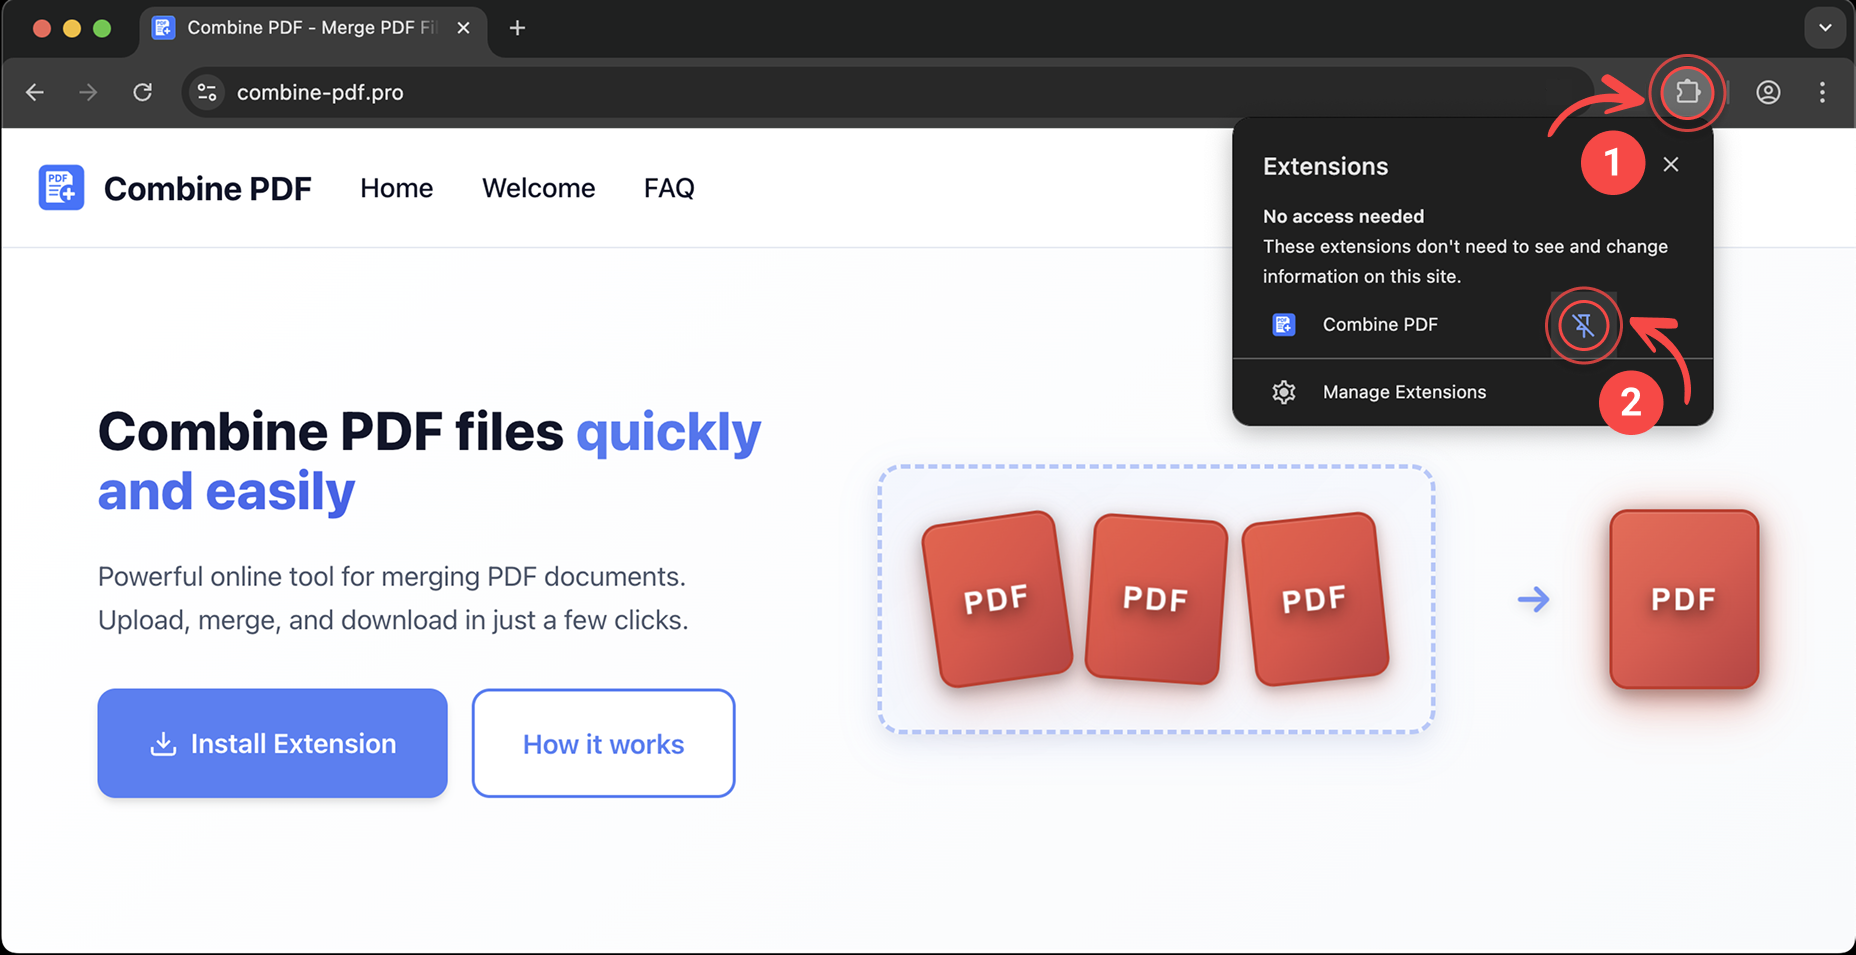 Combine PDF - Merge PDF Fil
combine-pdf.pro
1
Extensions
No access needed
These extensions don't need to see and change
information on this site.
Combine PDF
2
Manage Extensions
PDF
Combine PDF
Home
Welcome
FAQ
Combine PDF files quickly
and easily
Powerful online tool for merging PDF documents.
Upload, merge, and download in just a few clicks.
Install Extension
How it works
PDF
PDF
PDF
PDF